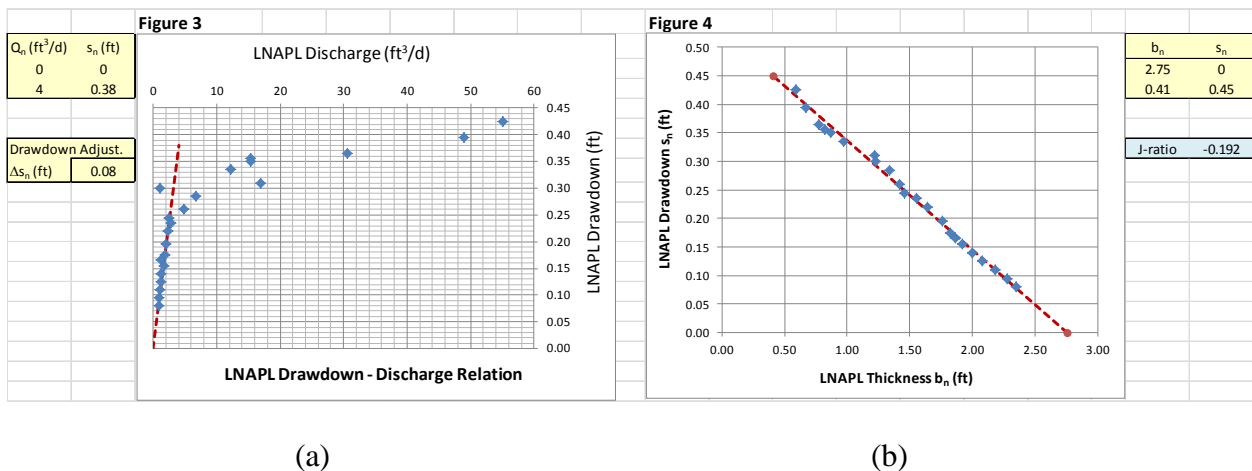 Figure 3
Figure 4
Qn (ft³/d) sn (ft)
0 0
4 0.38
Drawdown Adjust.
Δsn (ft) 0.08
LNAPL Discharge (ft³/d)
0 10 20 30 40 50 60
0.45
0.40
0.35
0.30
0.25
0.20
0.15
0.10
0.05
0.00
LNAPL Drawdown (ft)
LNAPL Drawdown - Discharge Relation
LNAPL Drawdown sn (ft)
0.50
0.45
0.40
0.35
0.30
0.25
0.20
0.15
0.10
0.05
0.00
0.00 0.50 1.00 1.50 2.00 2.50 3.00
LNAPL Thickness bn (ft)
bn sn
2.75 0
0.41 0.45
J-ratio -0.192
(a)
(b)